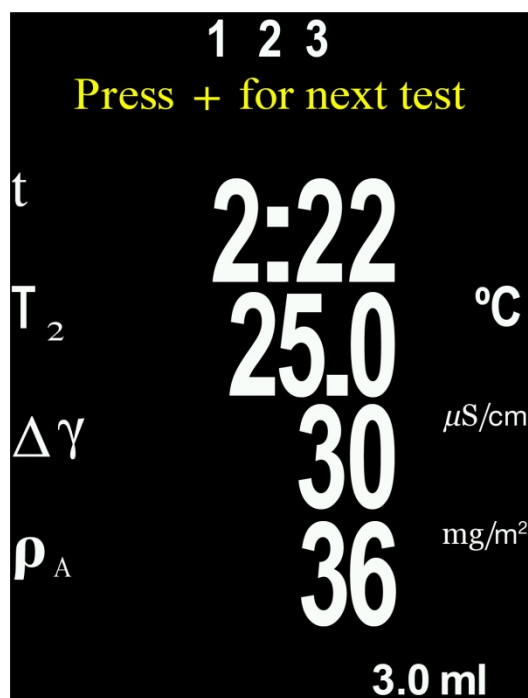 1 2 3
Press + for next test
t 2:22
T₂ 25.0 ºC
Δγ 30 µS/cm
ρ_A 36 mg/m²
3.0 ml